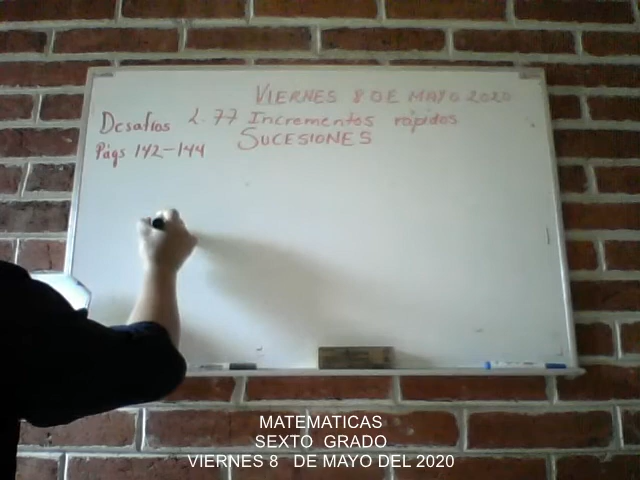 VIERNES 8 DE MAYO 2020
Desafíos L.77 Incrementos rápidos
Págs 142-144 SUCESIONES
MATEMATICAS
SEXTO GRADO
VIERNES 8 DE MAYO DEL 2020